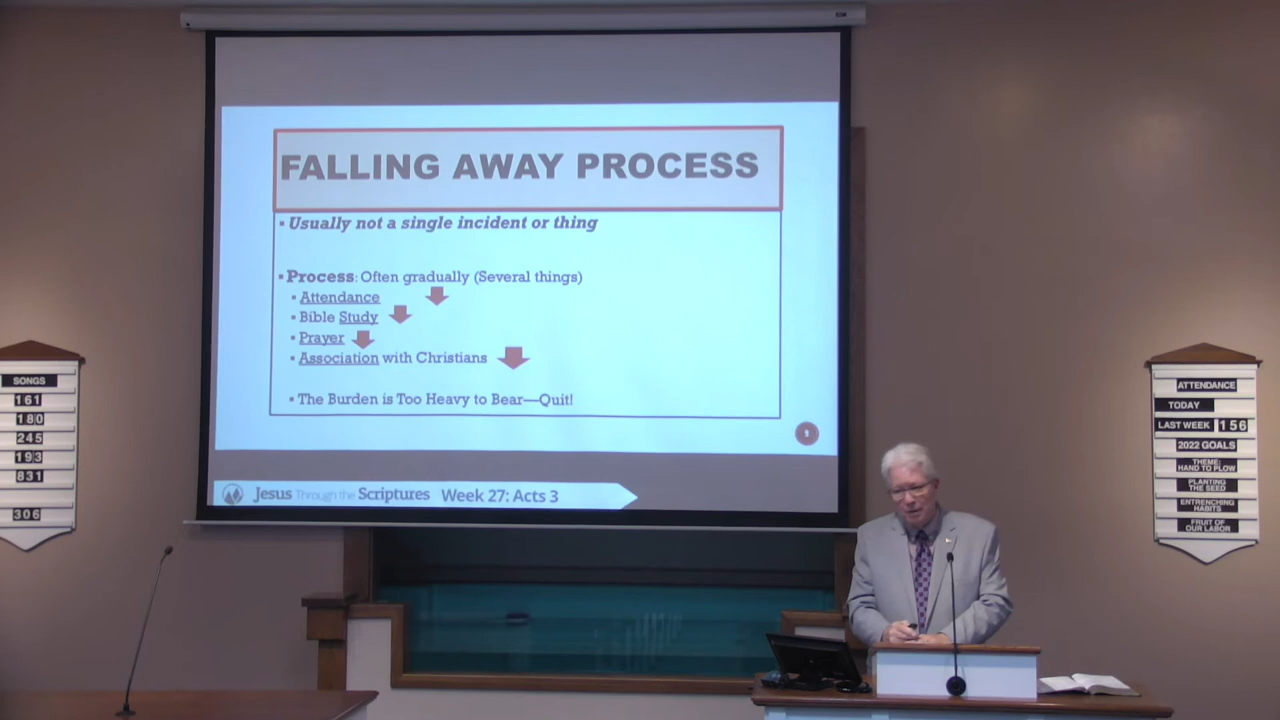 FALLING AWAY PROCESS
▪ Usually not a single incident or thing
▪ Process: Often gradually (Several things)
▪ Attendance
▪ Bible Study
▪ Prayer
▪ Association with Christians
▪ The Burden is Too Heavy to Bear—Quit!
1
Jesus Through the Scriptures Week 27: Acts 3
SONGS
161
180
245
193
831
306
ATTENDANCE
TODAY
LAST WEEK 156
2022 GOALS
THEME:
HAND TO PLOW
PLANTING
THE SEED
ENTRENCHING
HABITS
FRUIT OF
OUR LABOR